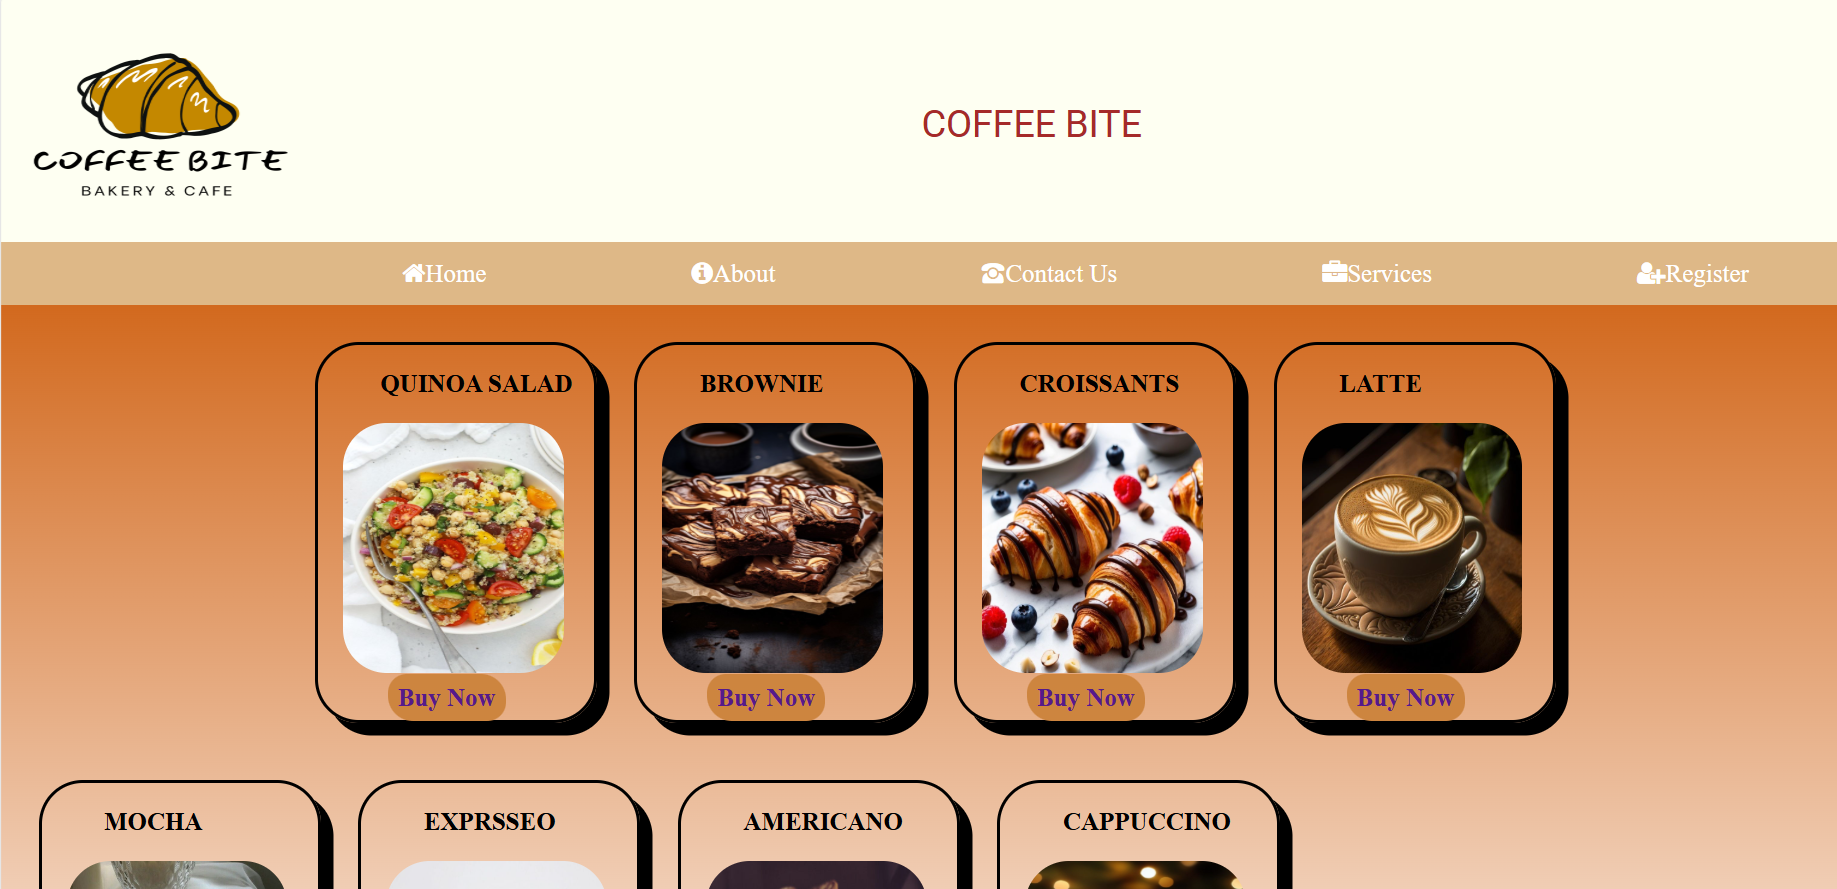 COFFEE BITE
BAKERY & CAFE
COFFEE BITE
Home About Contact Us Services Register
QUINOA SALAD BROWNIE CROISSANTS LATTE
Buy Now Buy Now Buy Now Buy Now
MOCHA EXPRSSEO AMERICANO CAPPUCCINO